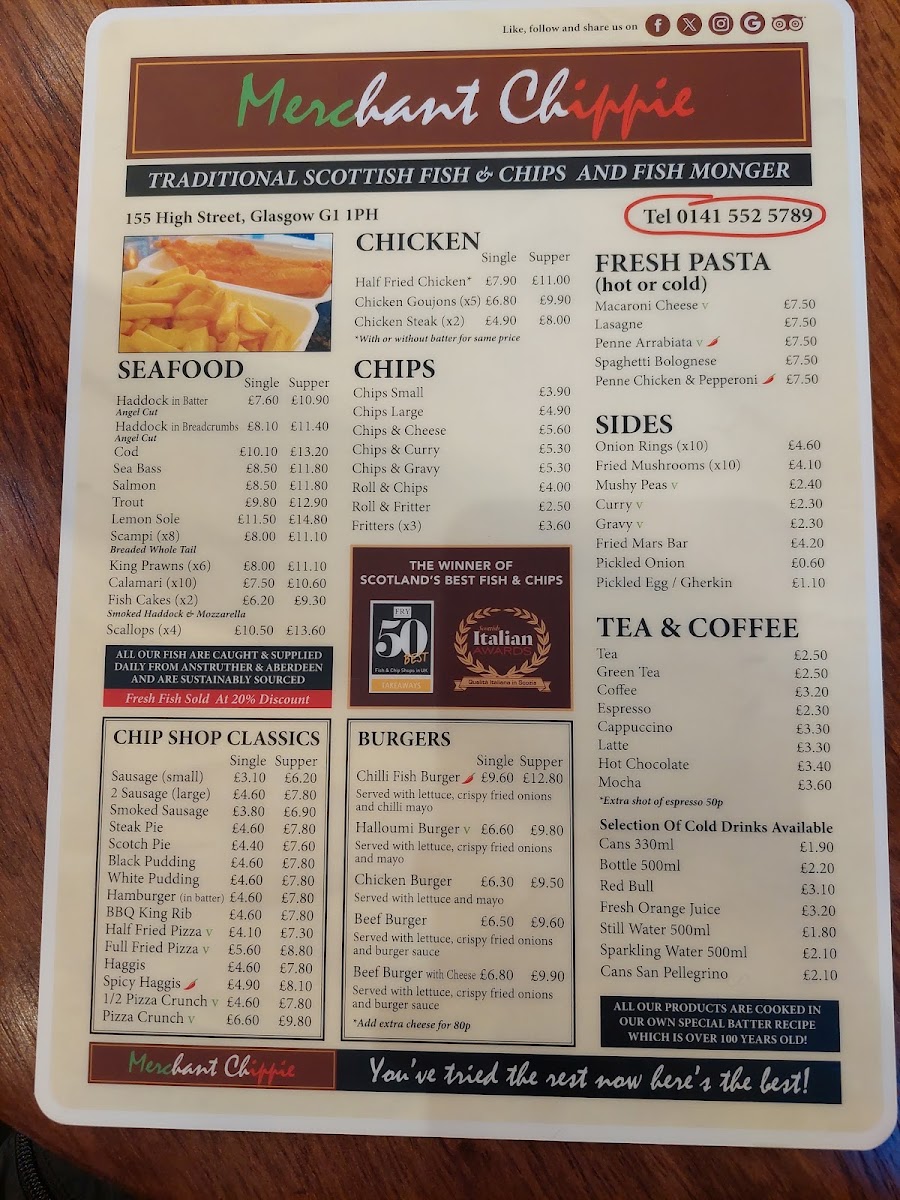 Like, follow and share us on
Merchant Chippie
TRADITIONAL SCOTTISH FISH & CHIPS AND FISH MONGER
155 High Street, Glasgow G1 1PH
Tel 0141 552 5789
SEAFOOD
Single Supper
Haddock in Batter £7.60 £10.90
Angel Cut
Haddock in Breadcrumbs £8.10 £11.40
Angel Cut
Cod £10.10 £13.20
Sea Bass £8.50 £11.80
Salmon £8.50 £11.80
Trout £9.80 £12.90
Lemon Sole £11.50 £14.80
Scampi (x8) £8.00 £11.10
Breaded Whole Tail
King Prawns (x6) £8.00 £11.10
Calamari (x10) £7.50 £10.60
Fish Cakes (x2) £6.20 £9.30
Smoked Haddock & Mozzarella
Scallops (x4) £10.50 £13.60
ALL OUR FISH ARE CAUGHT & SUPPLIED
DAILY FROM ANSTRUTHER & ABERDEEN
AND ARE SUSTAINABLY SOURCED
Fresh Fish Sold At 20% Discount
CHIP SHOP CLASSICS
Single Supper
Sausage (small) £3.10 £6.20
2 Sausage (large) £4.60 £7.80
Smoked Sausage £3.80 £6.90
Steak Pie £4.60 £7.80
Scotch Pie £4.40 £7.60
Black Pudding £4.60 £7.80
White Pudding £4.60 £7.80
Hamburger (in batter) £4.60 £7.80
BBQ King Rib £4.60 £7.80
Half Fried Pizza v £4.10 £7.30
Full Fried Pizza v £5.60 £8.80
Haggis £4.60 £7.80
Spicy Haggis £4.90 £8.10
1/2 Pizza Crunch v £4.60 £7.80
Pizza Crunch v £6.60 £9.80
CHICKEN
Single Supper
Half Fried Chicken* £7.90 £11.00
Chicken Goujons (x5) £6.80 £9.90
Chicken Steak (x2) £4.90 £8.00
*With or without batter for same price
CHIPS
Chips Small £3.90
Chips Large £4.90
Chips & Cheese £5.60
Chips & Curry £5.30
Chips & Gravy £5.30
Roll & Chips £4.00
Roll & Fritter £2.50
Fritters (x3) £3.60
THE WINNER OF
SCOTLAND'S BEST FISH & CHIPS
FRY
50
BEST
Fish & Chip Shops in UK
TAKEAWAYS
Scottish
Italian
AWARDS
Qualità Italiana in Scozia
BURGERS
Single Supper
Chilli Fish Burger £9.60 £12.80
Served with lettuce, crispy fried onions
and chilli mayo
Halloumi Burger v £6.60 £9.80
Served with lettuce, crispy fried onions
and mayo
Chicken Burger £6.30 £9.50
Served with lettuce and mayo
Beef Burger £6.50 £9.60
Served with lettuce, crispy fried onions
and burger sauce
Beef Burger with Cheese £6.80 £9.90
Served with lettuce, crispy fried onions
and burger sauce
*Add extra cheese for 80p
FRESH PASTA
(hot or cold)
Macaroni Cheese v £7.50
Lasagne £7.50
Penne Arrabiata v £7.50
Spaghetti Bolognese £7.50
Penne Chicken & Pepperoni £7.50
SIDES
Onion Rings (x10) £4.60
Fried Mushrooms (x10) £4.10
Mushy Peas v £2.40
Curry v £2.30
Gravy v £2.30
Fried Mars Bar £4.20
Pickled Onion £0.60
Pickled Egg / Gherkin £1.10
TEA & COFFEE
Tea £2.50
Green Tea £2.50
Coffee £3.20
Espresso £2.30
Cappuccino £3.30
Latte £3.30
Hot Chocolate £3.40
Mocha £3.60
*Extra shot of espresso 50p
Selection Of Cold Drinks Available
Cans 330ml £1.90
Bottle 500ml £2.20
Red Bull £3.10
Fresh Orange Juice £3.20
Still Water 500ml £1.80
Sparkling Water 500ml £2.10
Cans San Pellegrino £2.10
ALL OUR PRODUCTS ARE COOKED IN
OUR OWN SPECIAL BATTER RECIPE
WHICH IS OVER 100 YEARS OLD!
Merchant Chippie
You've tried the rest now here's the best!